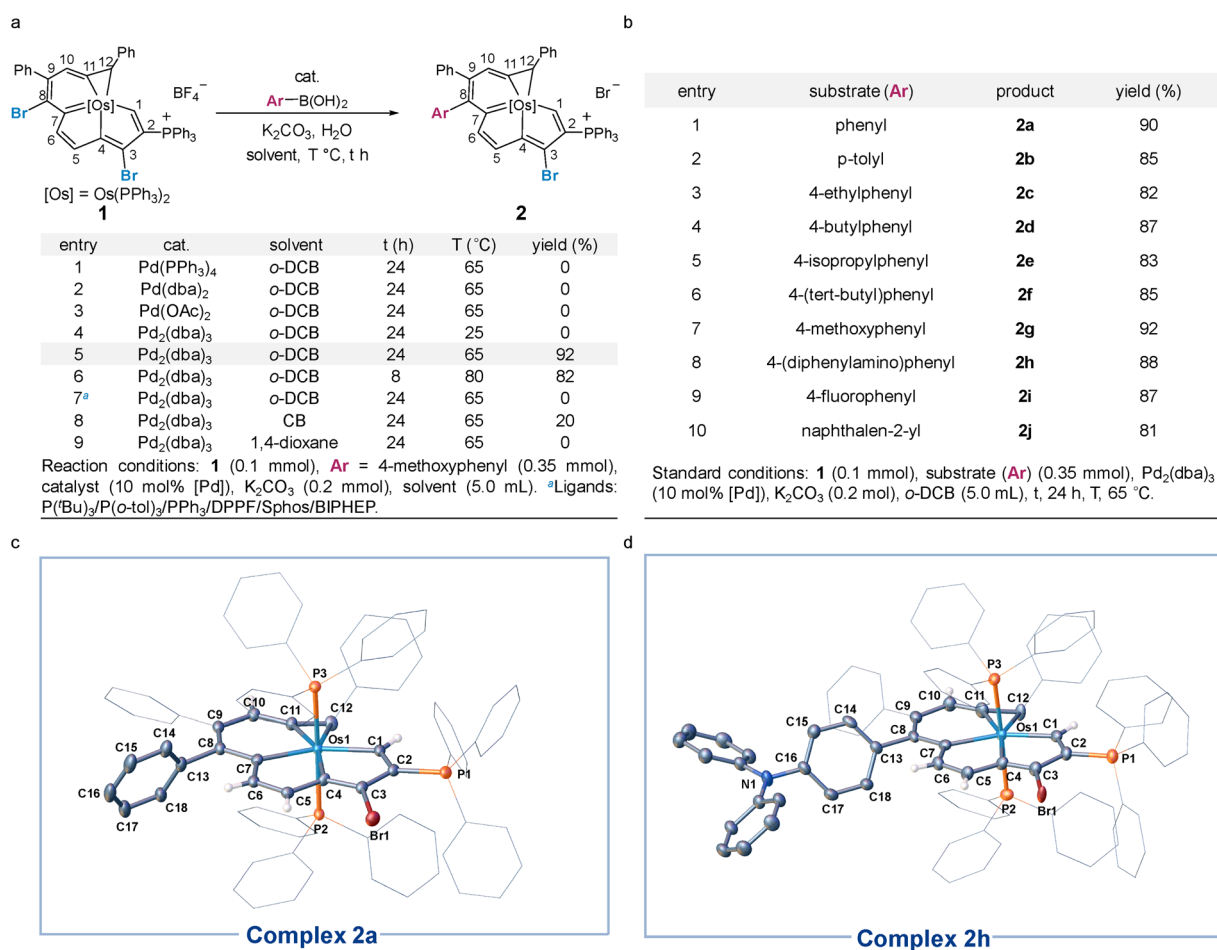 a
Ph 9 10 11 12 Ph
8 [Os] 1
Br 7 2 + PPh3
6 5 4 3
Br
BF4−
[Os] = Os(PPh3)2
1
cat.
Ar–B(OH)2
K2CO3, H2O
solvent, T °C, t h
Ph 9 10 11 12 Ph
8 [Os] 1
Ar 7 2 + PPh3
6 5 4 3
Br
Br−
2
entry cat. solvent t (h) T (°C) yield (%)
1 Pd(PPh3)4 o-DCB 24 65 0
2 Pd(dba)2 o-DCB 24 65 0
3 Pd(OAc)2 o-DCB 24 65 0
4 Pd2(dba)3 o-DCB 24 25 0
5 Pd2(dba)3 o-DCB 24 65 92
6 Pd2(dba)3 o-DCB 8 80 82
7a Pd2(dba)3 o-DCB 24 65 0
8 Pd2(dba)3 CB 24 65 20
9 Pd2(dba)3 1,4-dioxane 24 65 0
Reaction conditions: 1 (0.1 mmol), Ar = 4-methoxyphenyl (0.35 mmol),
catalyst (10 mol% [Pd]), K2CO3 (0.2 mmol), solvent (5.0 mL). aLigands:
P(tBu)3/P(o-tol)3/PPh3/DPPF/Sphos/BIPHEP.
b
entry substrate (Ar) product yield (%)
1 phenyl 2a 90
2 p-tolyl 2b 85
3 4-ethylphenyl 2c 82
4 4-butylphenyl 2d 87
5 4-isopropylphenyl 2e 83
6 4-(tert-butyl)phenyl 2f 85
7 4-methoxyphenyl 2g 92
8 4-(diphenylamino)phenyl 2h 88
9 4-fluorophenyl 2i 87
10 naphthalen-2-yl 2j 81
Standard conditions: 1 (0.1 mmol), substrate (Ar) (0.35 mmol), Pd2(dba)3
(10 mol% [Pd]), K2CO3 (0.2 mol), o-DCB (5.0 mL), t, 24 h, T, 65 °C.
c
P3
C10 C11 C12
C9
C15 C14 C8 Os1 C1
C7 C2
C13 P1
C16 C6 C5 C4 C3
C17 C18
P2 Br1
Complex 2a
d
P3
C10 C11 C12
C14 C9
C15 C8 Os1 C1
C16 C13 C7 C2
N1 C6 C5 C4 C3 P1
C17 C18
P2 Br1
Complex 2h